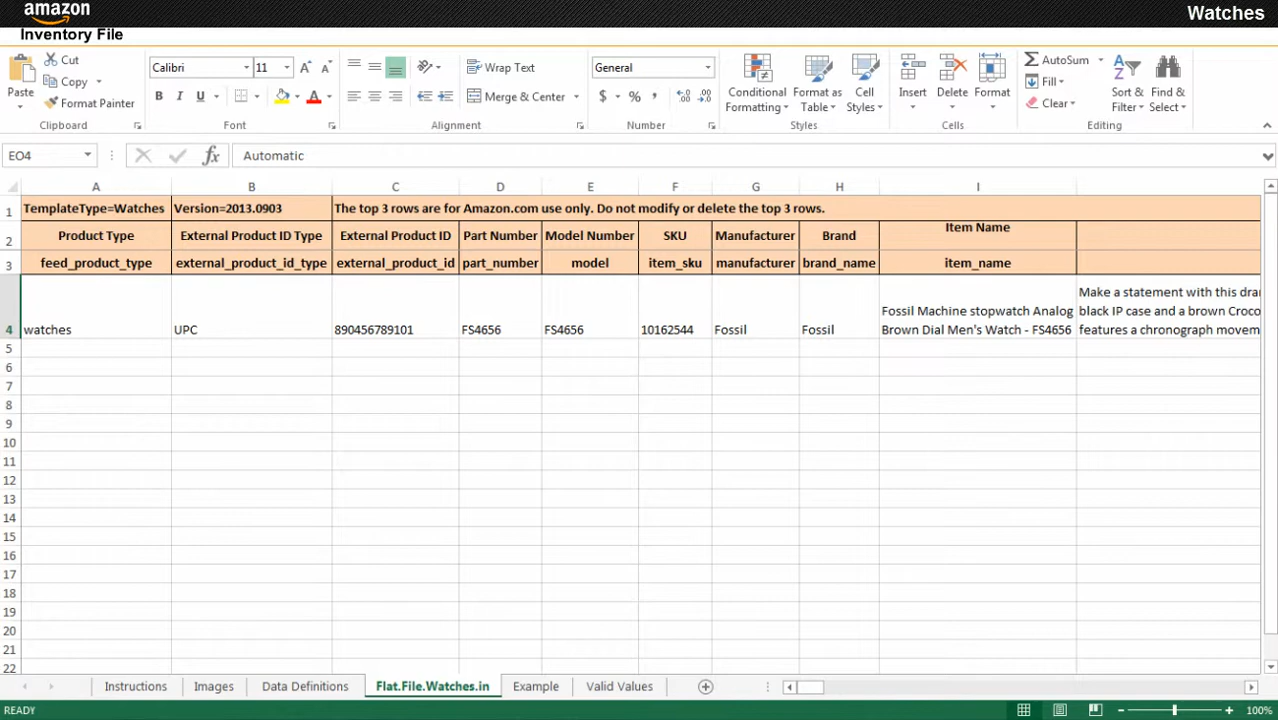 amazon
Watches
Inventory File
Paste
Cut
Copy
Format Painter
Clipboard
Calibri 11 A A
B I U A
Font
Wrap Text
Merge & Center
Alignment
General
$ % ,
Number
Conditional
Formatting
Format as
Table
Cell
Styles
Styles
Insert
Delete
Format
Cells
AutoSum
Fill
Clear
Sort &
Filter
Find &
Select
Editing
EO4 fx Automatic
A B C D E F G H I
1 TemplateType=Watches Version=2013.0903 The top 3 rows are for Amazon.com use only. Do not modify or delete the top 3 rows.
2 Product Type External Product ID Type External Product ID Part Number Model Number SKU Manufacturer Brand Item Name
3 feed_product_type external_product_id_type external_product_id part_number model item_sku manufacturer brand_name item_name
Make a statement with this dra
Fossil Machine stopwatch Analog black IP case and a brown Croco
4 watches UPC 890456789101 FS4656 FS4656 10162544 Fossil Fossil Brown Dial Men's Watch - FS4656 features a chronograph movem
5
6
7
8
9
10
11
12
13
14
15
16
17
18
19
20
21
22
Instructions Images Data Definitions Flat.File.Watches.in Example Valid Values
READY 100%